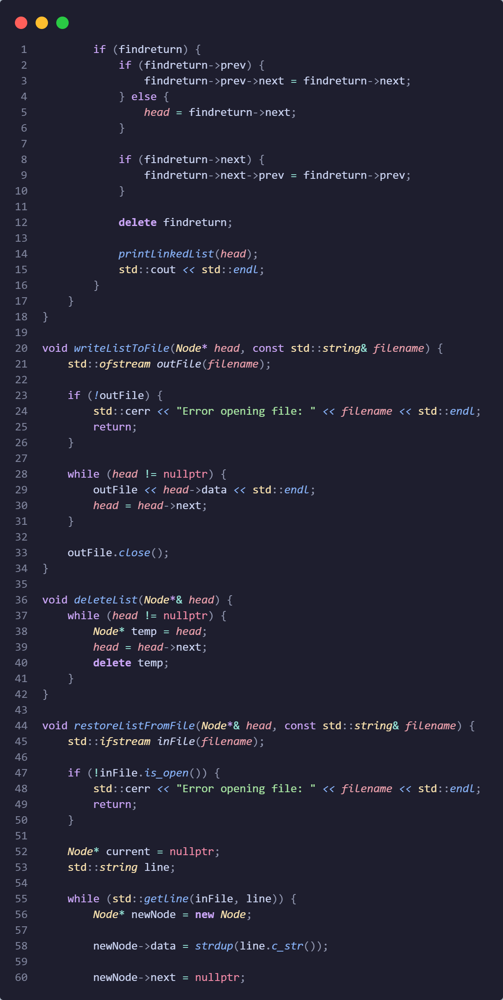 1 if (findreturn) {
2 if (findreturn->prev) {
3 findreturn->prev->next = findreturn->next;
4 } else {
5 head = findreturn->next;
6 }
7
8 if (findreturn->next) {
9 findreturn->next->prev = findreturn->prev;
10 }
11
12 delete findreturn;
13
14 printLinkedList(head);
15 std::cout << std::endl;
16 }
17 }
18 }
19
20 void writeListToFile(Node* head, const std::string& filename) {
21 std::ofstream outFile(filename);
22
23 if (!outFile) {
24 std::cerr << "Error opening file: " << filename << std::endl;
25 return;
26 }
27
28 while (head != nullptr) {
29 outFile << head->data << std::endl;
30 head = head->next;
31 }
32
33 outFile.close();
34 }
35
36 void deleteList(Node*& head) {
37 while (head != nullptr) {
38 Node* temp = head;
39 head = head->next;
40 delete temp;
41 }
42 }
43
44 void restoreListFromFile(Node*& head, const std::string& filename) {
45 std::ifstream inFile(filename);
46
47 if (!inFile.is_open()) {
48 std::cerr << "Error opening file: " << filename << std::endl;
49 return;
50 }
51
52 Node* current = nullptr;
53 std::string line;
54
55 while (std::getline(inFile, line)) {
56 Node* newNode = new Node;
57
58 newNode->data = strdup(line.c_str());
59
60 newNode->next = nullptr;